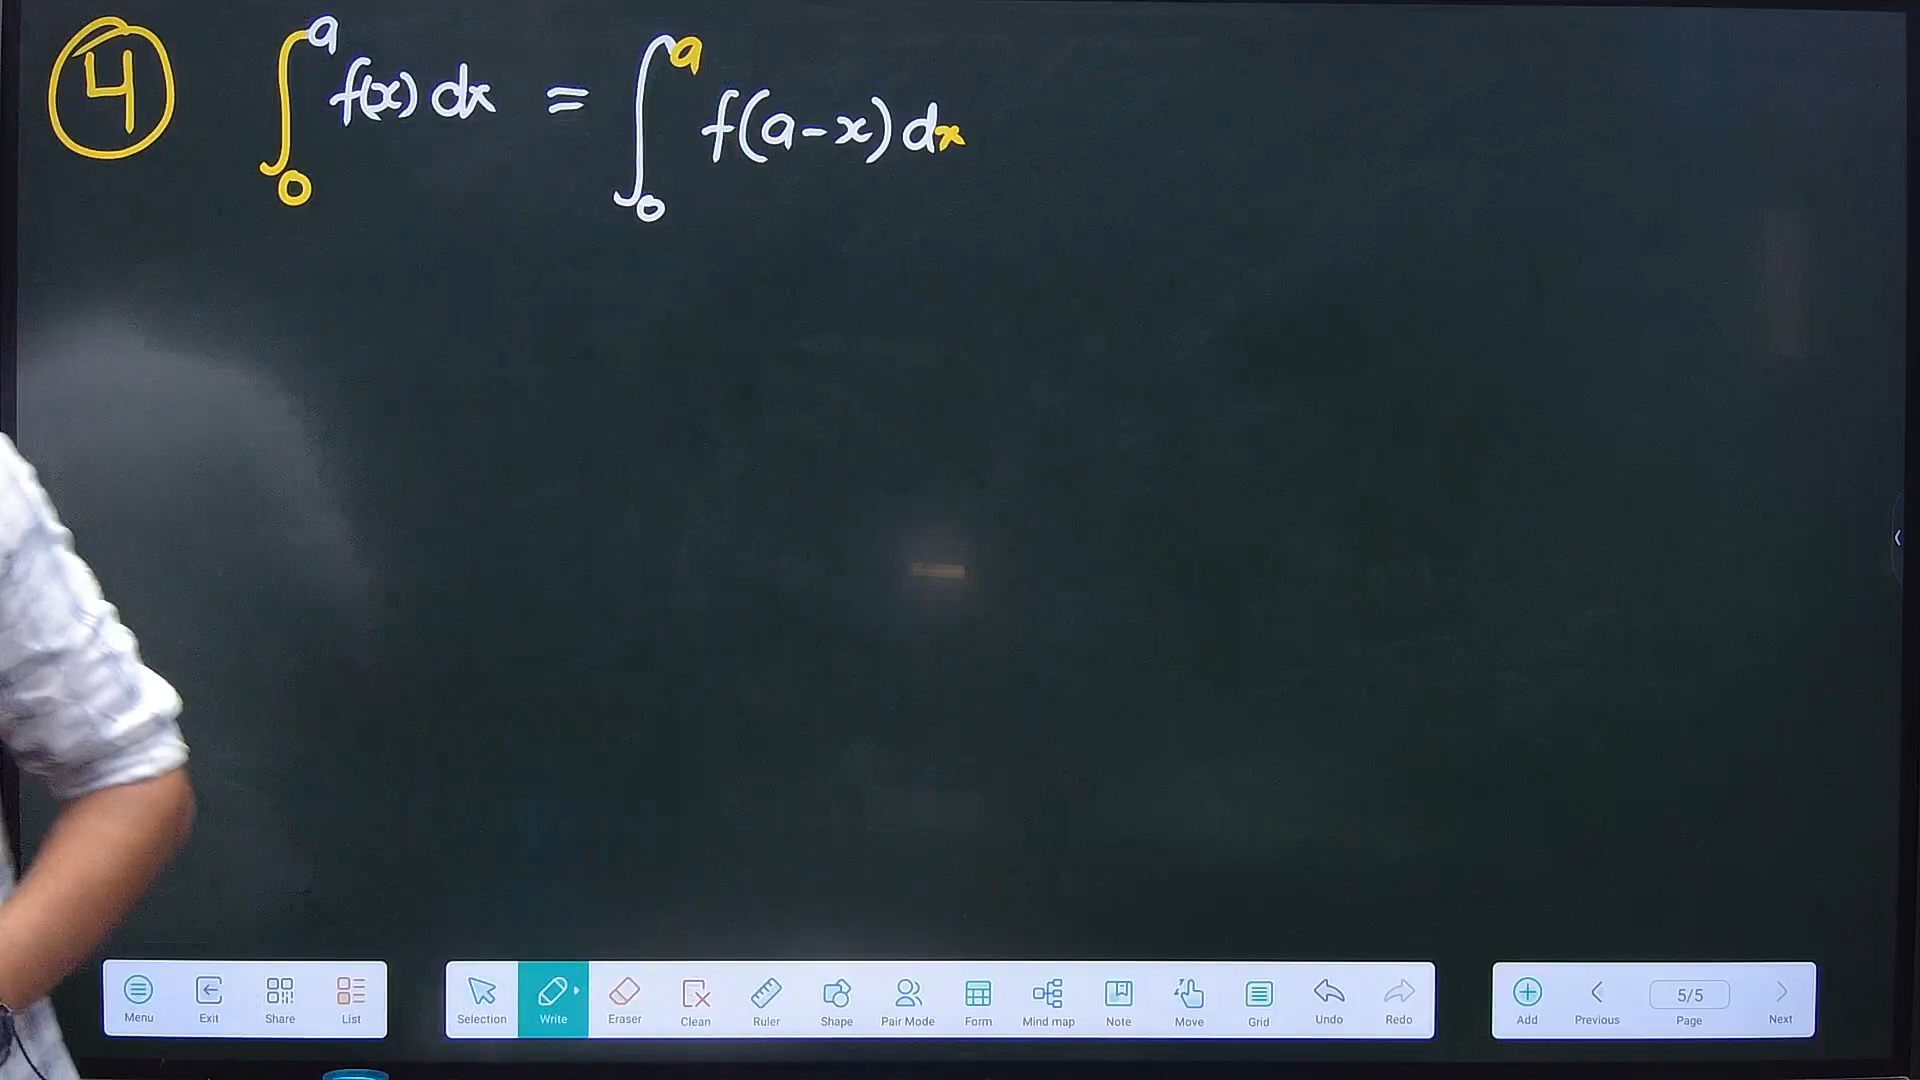 4 ∫₀ᵃ f(x) dx = ∫₀ᵃ f(a-x) dx
Menu Exit Share List Selection Write Eraser Clean Ruler Shape Pair Mode Form Mind map Note Move Grid Undo Redo Add Previous 5/5 Page Next